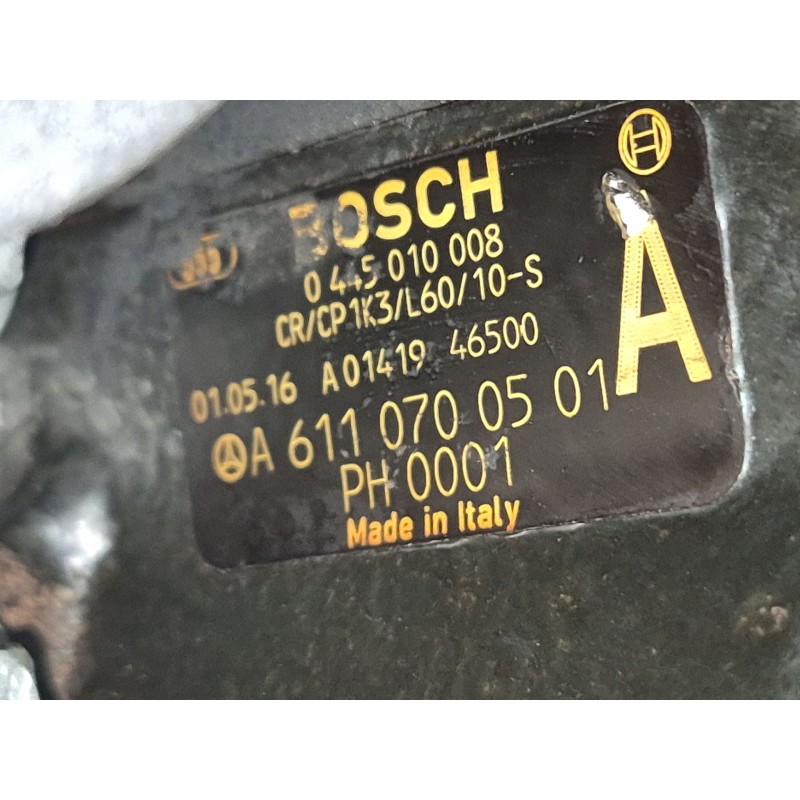 BOSCH
0 445 010 008
CR/CP1K3/L60/10-S
01.05.16 A01419 46500
A 611 070 05 01
PH 0001
Made in Italy
A